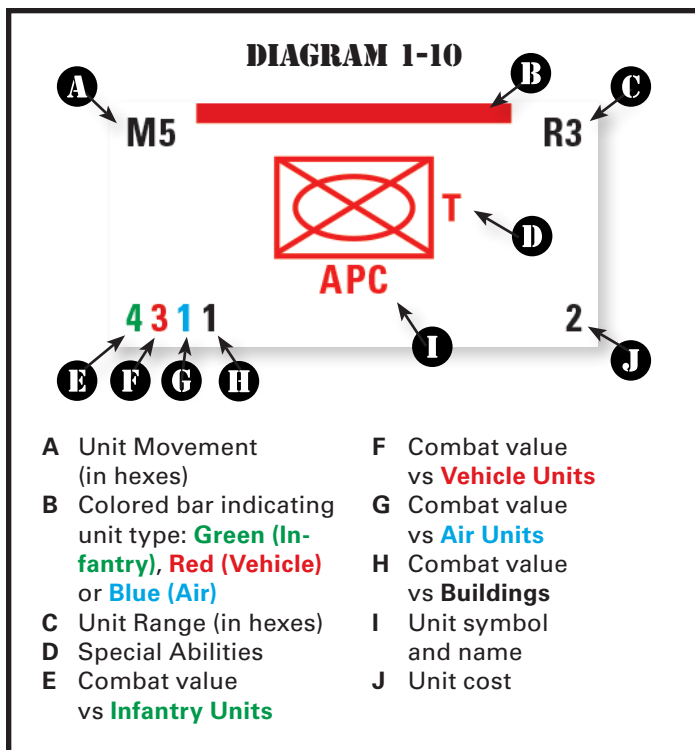 DIAGRAM 1-10
A
B
C
M5
R3
T
D
APC
4 3 1 1
2
E
F
G
H
I
J
A Unit Movement
(in hexes)
B Colored bar indicating
unit type: Green (In-
fantry), Red (Vehicle)
or Blue (Air)
C Unit Range (in hexes)
D Special Abilities
E Combat value
vs Infantry Units
F Combat value
vs Vehicle Units
G Combat value
vs Air Units
H Combat value
vs Buildings
I Unit symbol
and name
J Unit cost